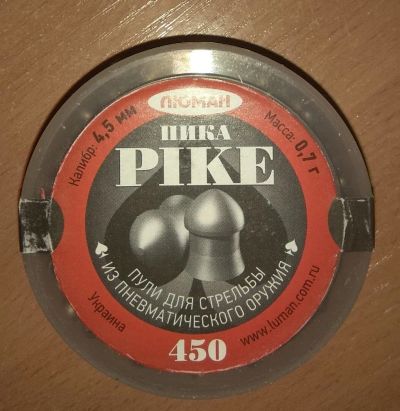 ЛЮМАН
Калибр: 4,5 мм
Масса: 0,7 г
ПИКА
PIKE
ПУЛИ ДЛЯ СТРЕЛЬБЫ
ИЗ ПНЕВМАТИЧЕСКОГО ОРУЖИЯ
Украина
www.luman.com.ru
450